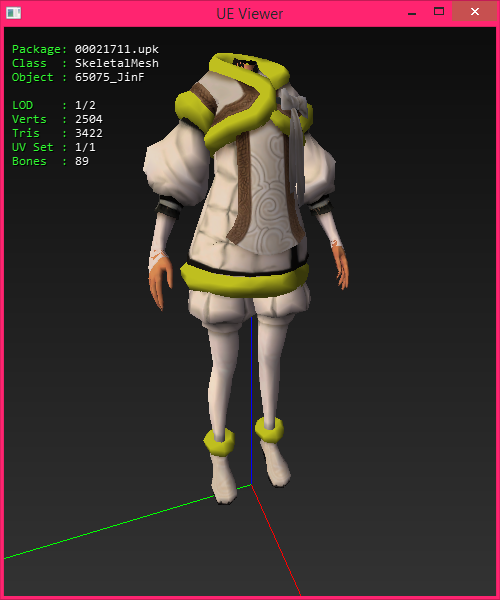 UE Viewer
Package: 00021711.upk
Class  : SkeletalMesh
Object : 65075_JinF
LOD    : 1/2
Verts  : 2504
Tris   : 3422
UV Set : 1/1
Bones  : 89